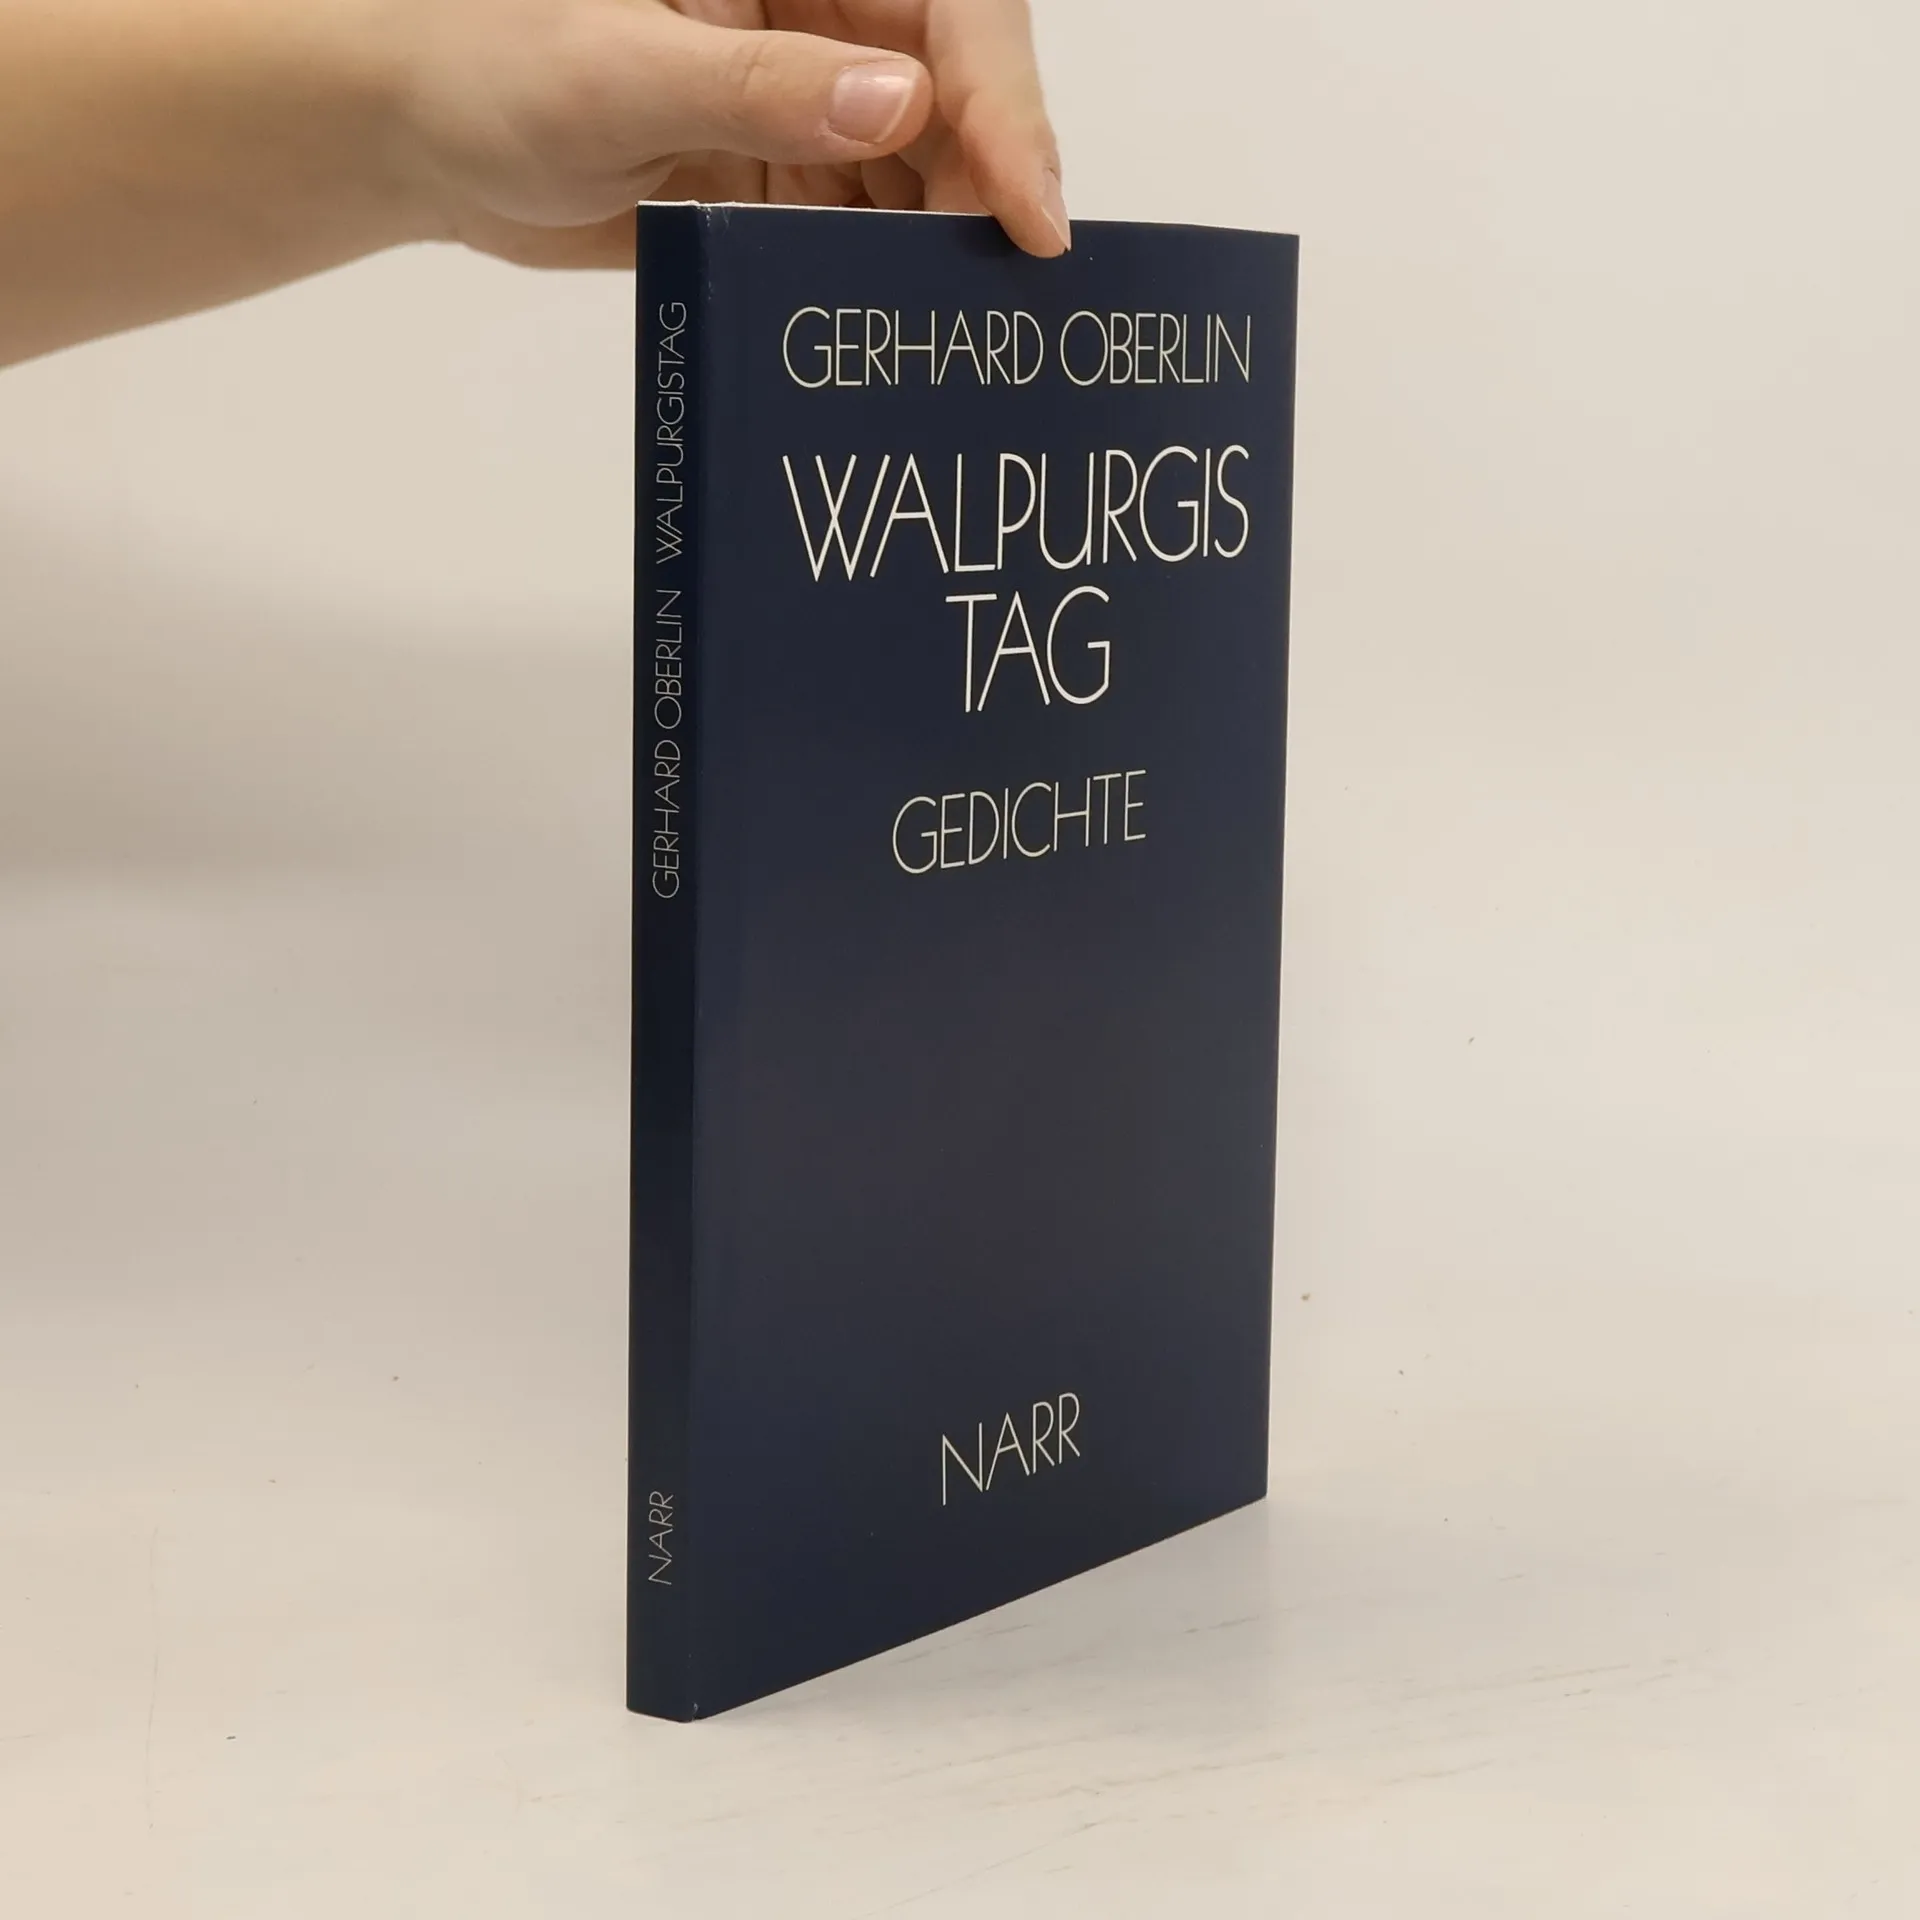 GERHARD OBERLIN WALPURGISTAG
NARR
GERHARD OBERLIN
WALPURGIS
TAG
GEDICHTE
NARR